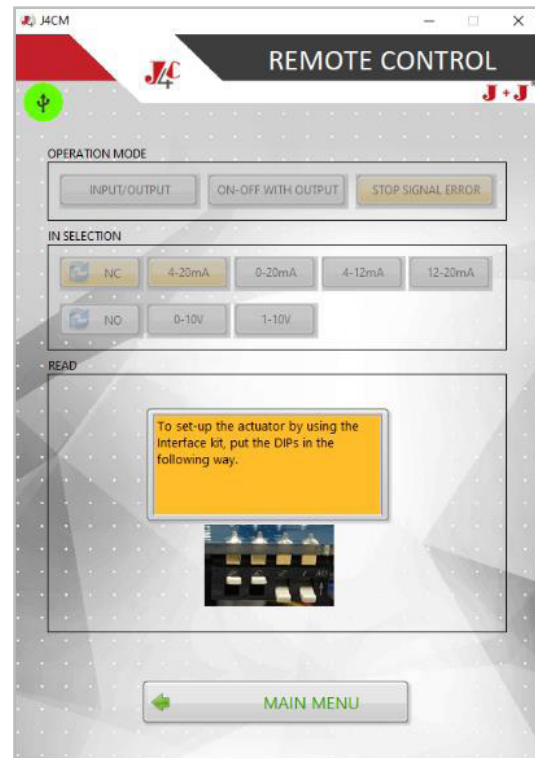 J4CM
J4C
REMOTE CONTROL
J+J
OPERATION MODE
INPUT/OUTPUT ON-OFF WITH OUTPUT STOP SIGNAL ERROR
IN SELECTION
NC 4-20mA 0-20mA 4-12mA 12-20mA
NO 0-10V 1-10V
READ
To set-up the actuator by using the
Interface kit, put the DIPs in the
following way.
MAIN MENU